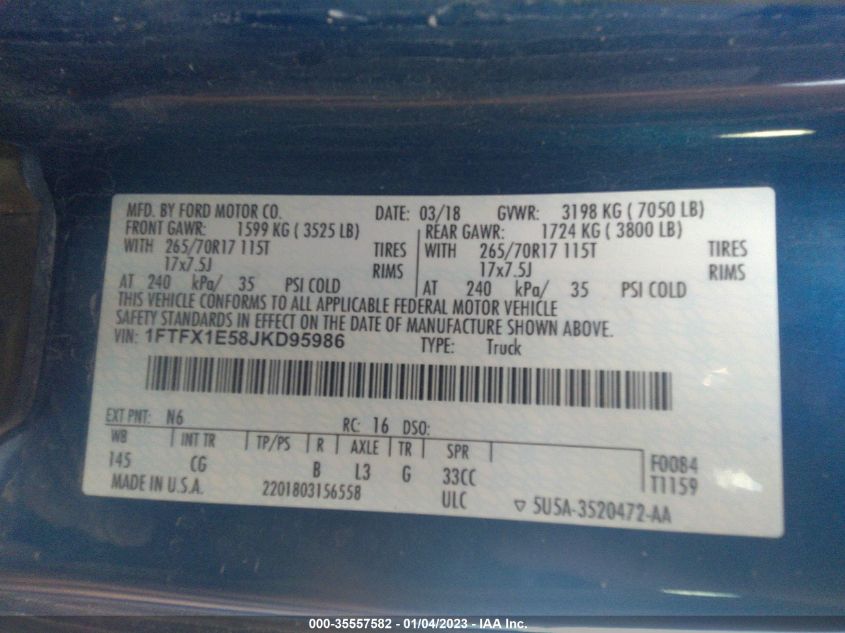 MFD. BY FORD MOTOR CO. DATE: 03/18 GVWR: 3198 KG ( 7050 LB)
FRONT GAWR: 1599 KG ( 3525 LB) REAR GAWR: 1724 KG ( 3800 LB)
WITH 265/70R17 115T TIRES WITH 265/70R17 115T TIRES
17x7.5J RIMS 17x7.5J RIMS
AT 240 kPa/ 35 PSI COLD AT 240 kPa/ 35 PSI COLD
THIS VEHICLE CONFORMS TO ALL APPLICABLE FEDERAL MOTOR VEHICLE
SAFETY STANDARDS IN EFFECT ON THE DATE OF MANUFACTURE SHOWN ABOVE.
VIN: 1FTFX1E58JKD95986 TYPE: Truck
EXT PNT: N6 RC: 16 DSO:
WB INT TR TP/PS R AXLE TR SPR
145 CG B L3 G 33CC F0084
MADE IN U.S.A. 2201803156558 ULC T1159
▽ 5U5A-3520472-AA
000-35557582 - 01/04/2023 - IAA Inc.